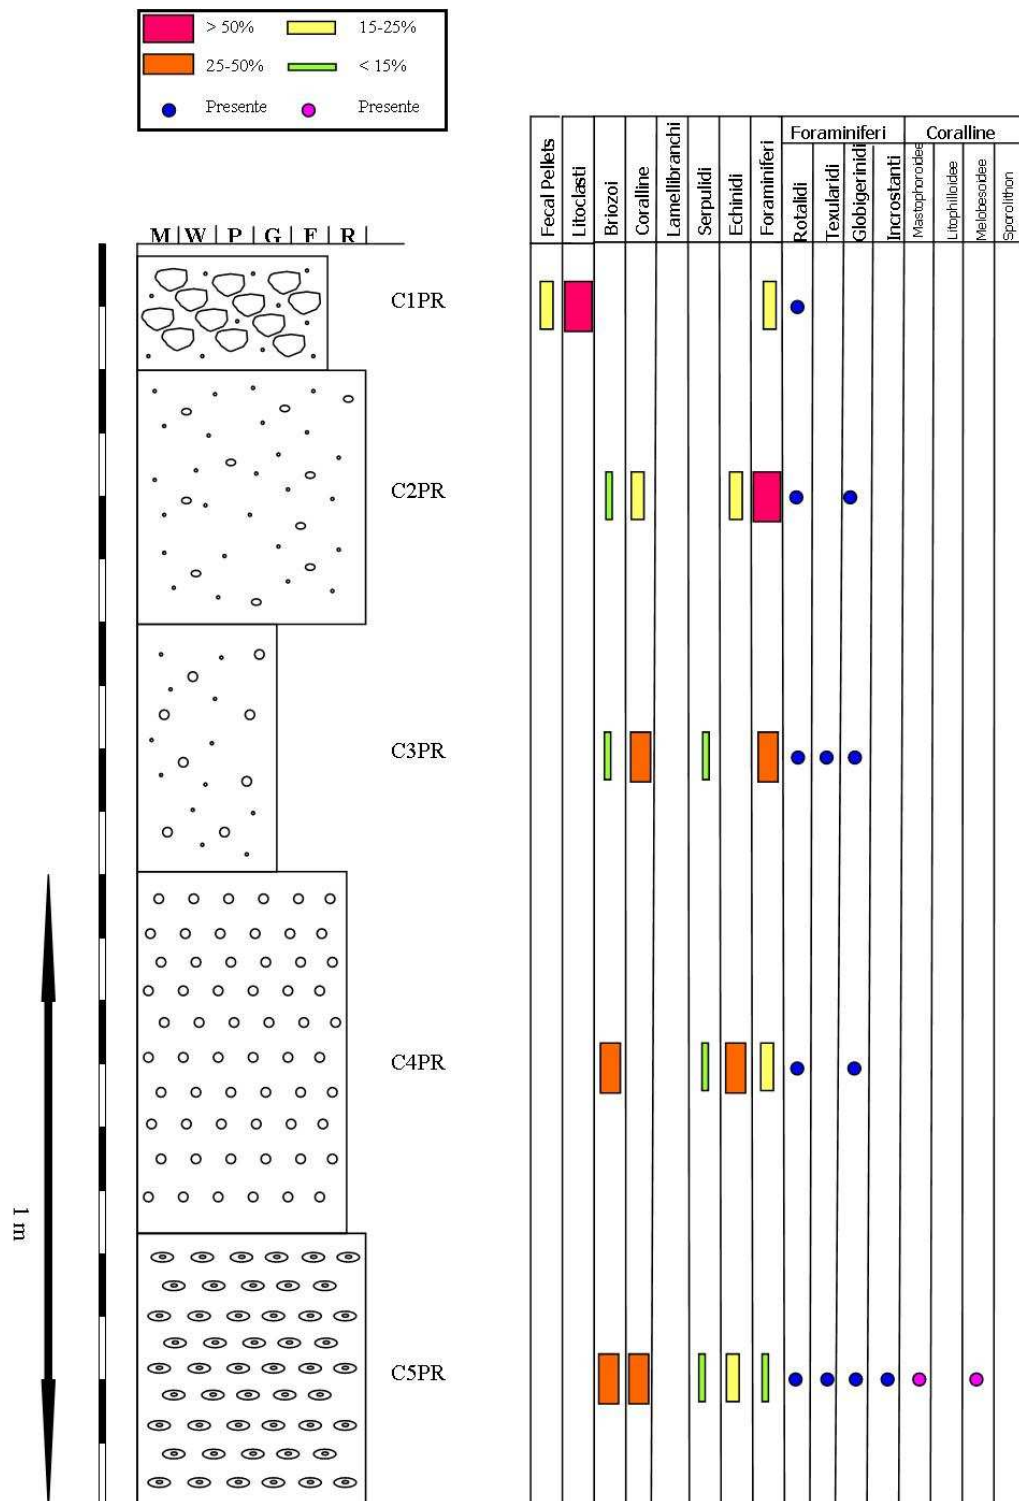 > 50% 15-25%
25-50% < 15%
Presente Presente
Foraminiferi Coralline
Fecal Pellets
Litoclasti
Briozoi
Coralline
Lamellibranchi
Serpulidi
Echinidi
Foraminiferi
Rotalidi
Texularidi
Globigerinidi
Incrostanti
Mastophoroidee
Litophilloidee
Melobesoidee
Sporolithon
M W P G F R
C1PR
C2PR
C3PR
C4PR
1 m
C5PR